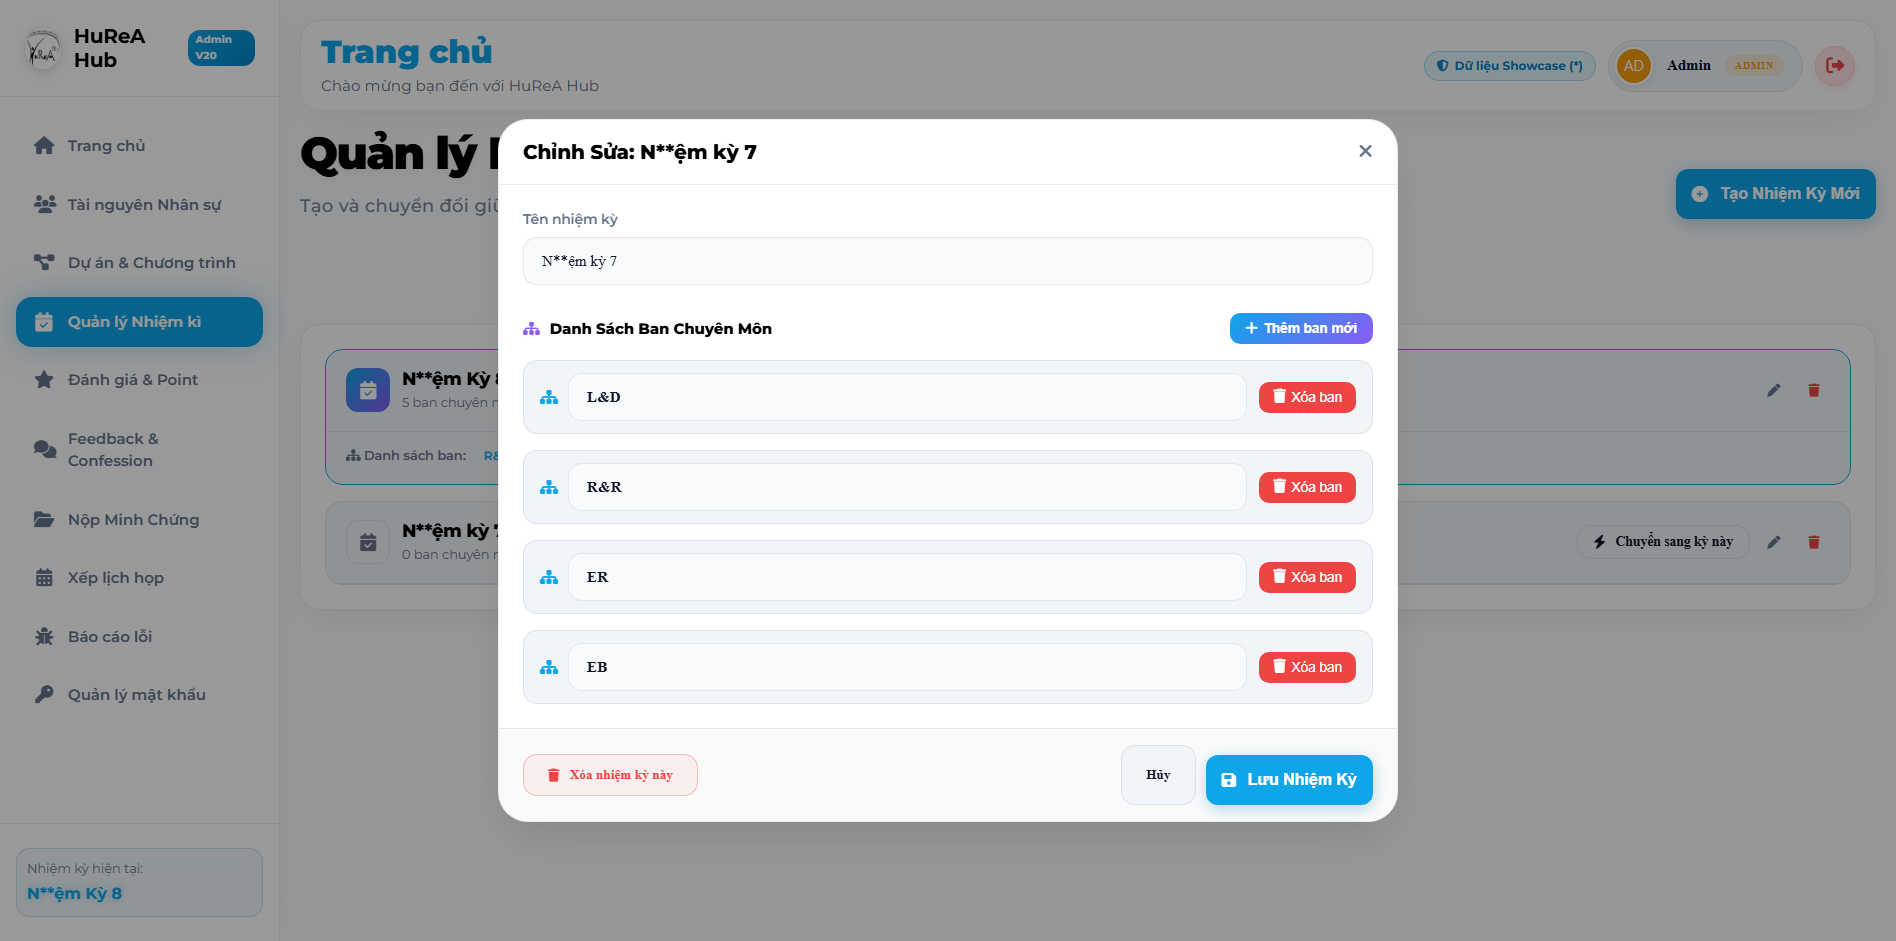 HuReA
Hub
Admin
V20
Trang chủ
Tài nguyên Nhân sự
Dự án & Chương trình
Quản lý Nhiệm kì
Đánh giá & Point
Feedback &
Confession
Nộp Minh Chứng
Xếp lịch họp
Báo cáo lỗi
Quản lý mật khẩu
Nhiệm kỳ hiện tại:
N**ệm Kỳ 8
Trang chủ
Chào mừng bạn đến với HuReA Hub
Dữ liệu Showcase (*)
AD
Admin
ADMIN
Quản lý
Tạo và chuyển đổi
Tạo Nhiệm Kỳ Mới
N**ệm Kỳ 8
5 ban chuyên
Danh sách ban:
N**ệm kỳ 7
0 ban chuyên
Chuyển sang kỳ này
Chỉnh Sửa: N**ệm kỳ 7
Tên nhiệm kỳ
N**ệm kỳ 7
Danh Sách Ban Chuyên Môn
Thêm ban mới
L&D
Xóa ban
R&R
Xóa ban
ER
Xóa ban
EB
Xóa ban
Xóa nhiệm kỳ này
Hủy
Lưu Nhiệm Kỳ